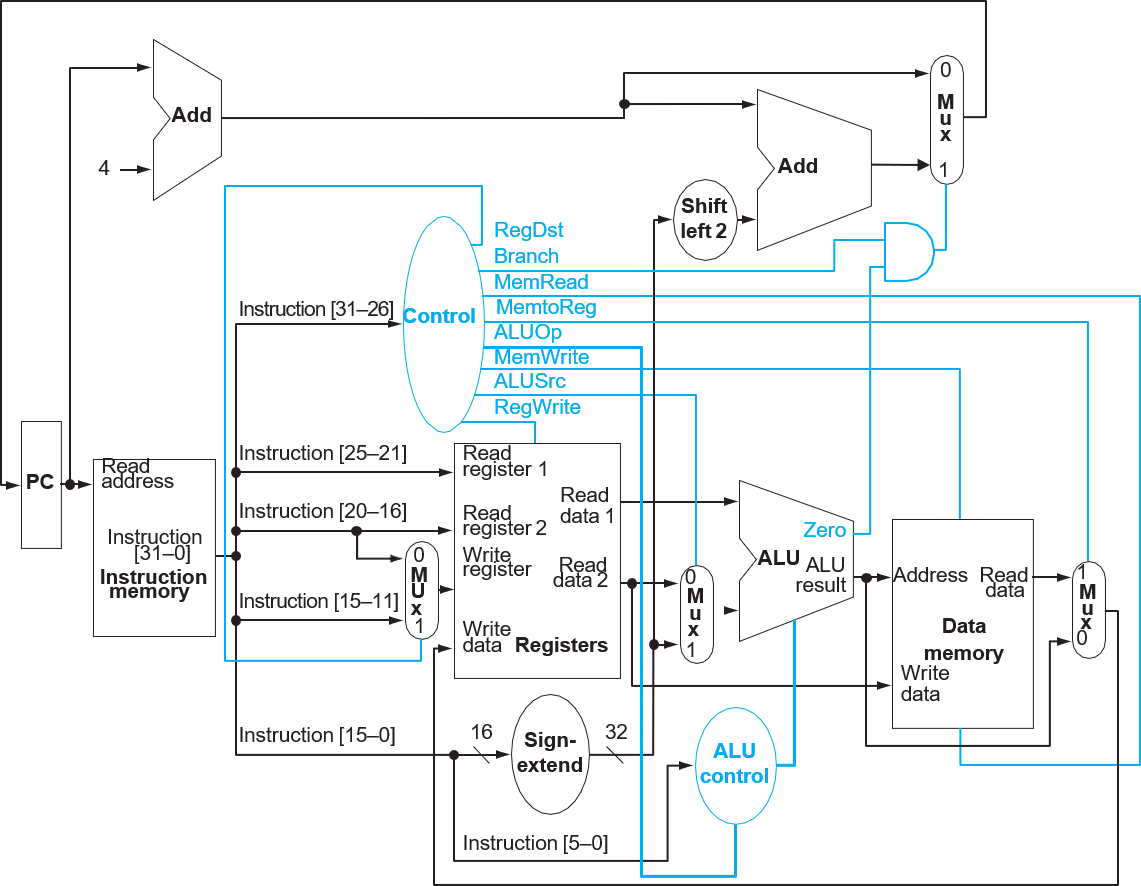 0
M
u
x
1
Add
4
Add
Shift
left 2
RegDst
Branch
MemRead
MemtoReg
ALUOp
MemWrite
ALUSrc
RegWrite
Instruction [31–26]
Control
PC
Read
address
Instruction
[31–0]
Instruction
memory
Instruction [25–21]
Instruction [20–16]
Instruction [15–11]
0
M
U
x
1
Read
register 1
Read
register 2
Write
register
Write
data
Read
data 1
Read
data 2
Registers
0
M
u
x
1
Zero
ALU
ALU
result
Address
Read
data
Data
memory
Write
data
1
M
u
x
0
Instruction [15–0]
16
Sign-
extend
32
ALU
control
Instruction [5–0]